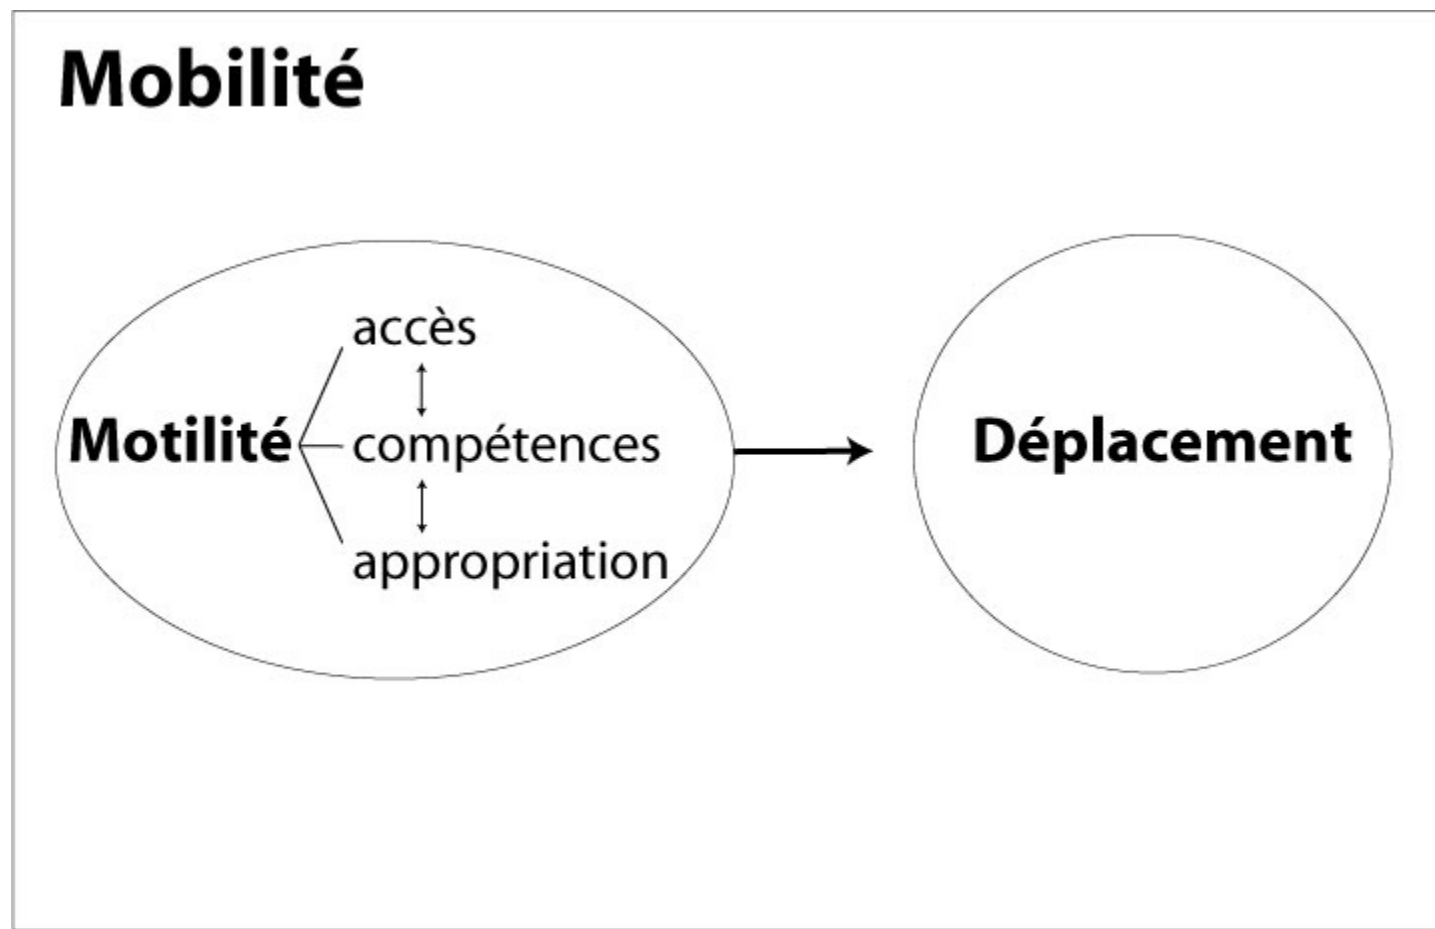 Mobilité
accès
Motilité
compétences
appropriation
Déplacement